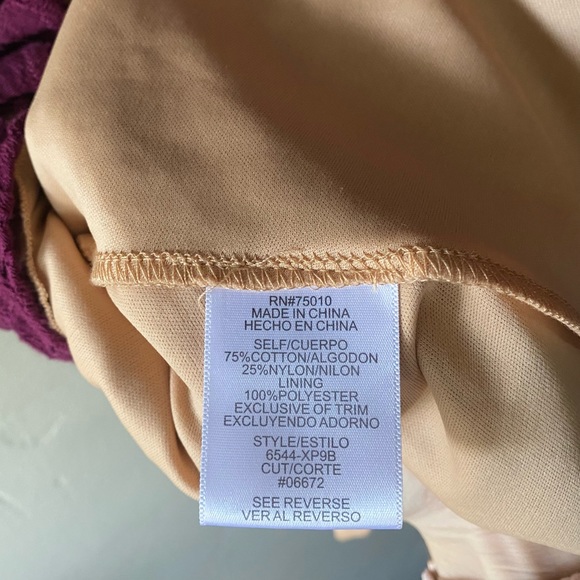 RN#75010
MADE IN CHINA
HECHO EN CHINA
SELF/CUERPO
75%COTTON/ALGODON
25%NYLON/NILON
LINING
100%POLYESTER
EXCLUSIVE OF TRIM
EXCLUYENDO ADORNO
STYLE/ESTILO
6544-XP9B
CUT/CORTE
#06672
SEE REVERSE
VER AL REVERSO